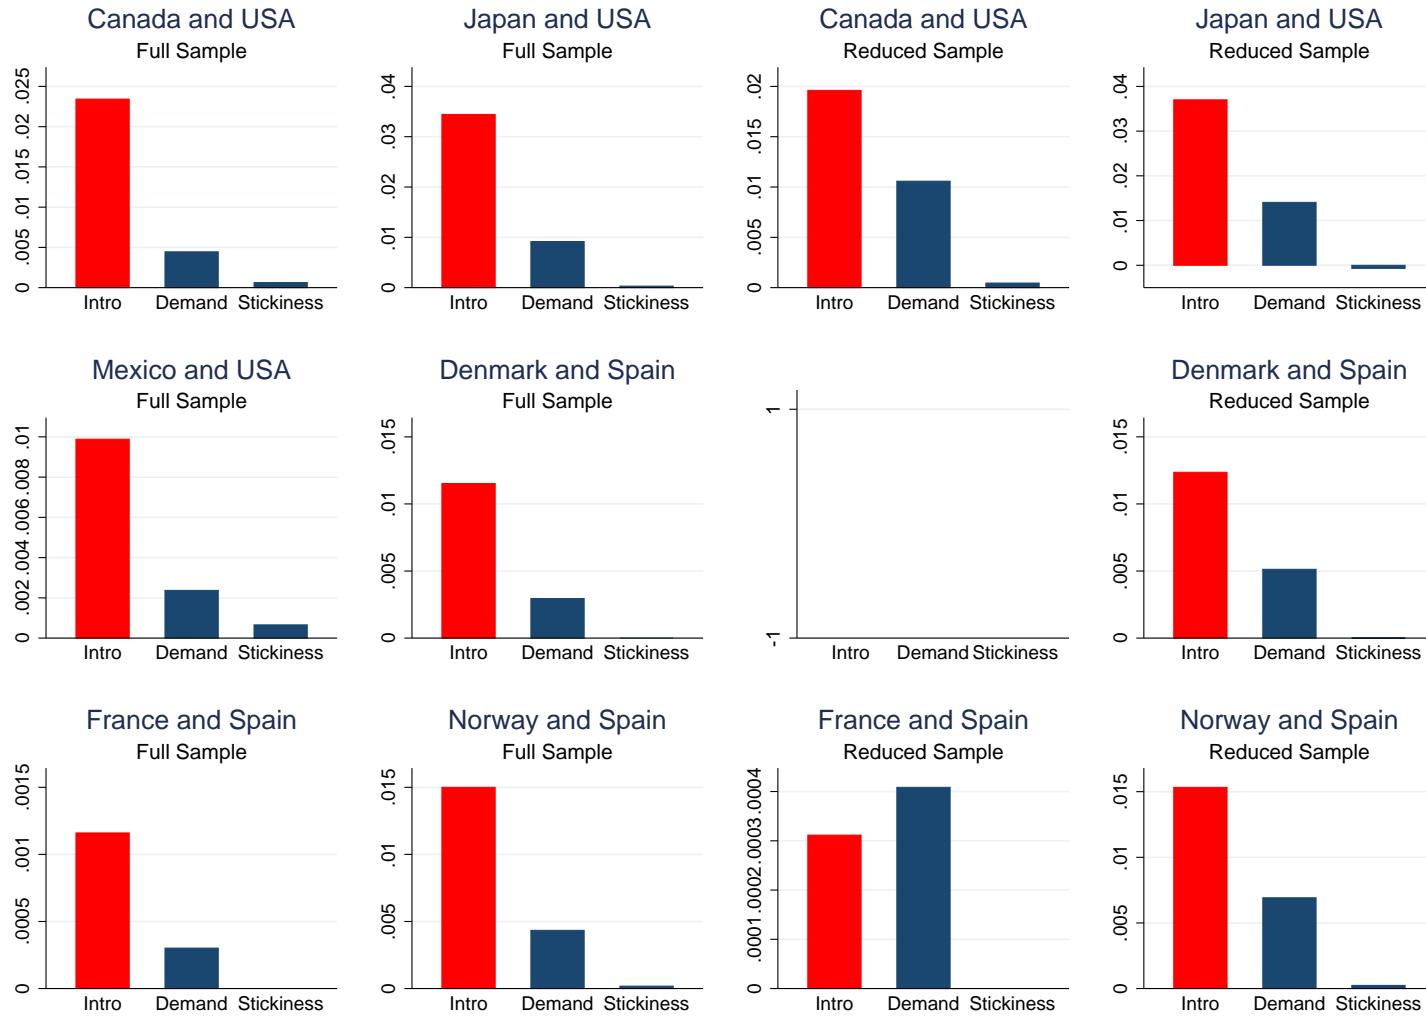 Canada and USA
Full Sample
.025
.02
.015
.01
.005
0
Intro Demand Stickiness
Japan and USA
Full Sample
.04
.03
.02
.01
0
Intro Demand Stickiness
Canada and USA
Reduced Sample
.02
.015
.01
.005
0
Intro Demand Stickiness
Japan and USA
Reduced Sample
.04
.03
.02
.01
0
Intro Demand Stickiness
Mexico and USA
Full Sample
.01
.008
.006
.004
.002
0
Intro Demand Stickiness
Denmark and Spain
Full Sample
.015
.01
.005
0
Intro Demand Stickiness
1
-1
Intro Demand Stickiness
Denmark and Spain
Reduced Sample
.015
.01
.005
0
Intro Demand Stickiness
France and Spain
Full Sample
.0015
.001
.0005
0
Intro Demand Stickiness
Norway and Spain
Full Sample
.015
.01
.005
0
Intro Demand Stickiness
France and Spain
Reduced Sample
.0004
.0003
.0002
.0001
0
Intro Demand Stickiness
Norway and Spain
Reduced Sample
.015
.01
.005
0
Intro Demand Stickiness